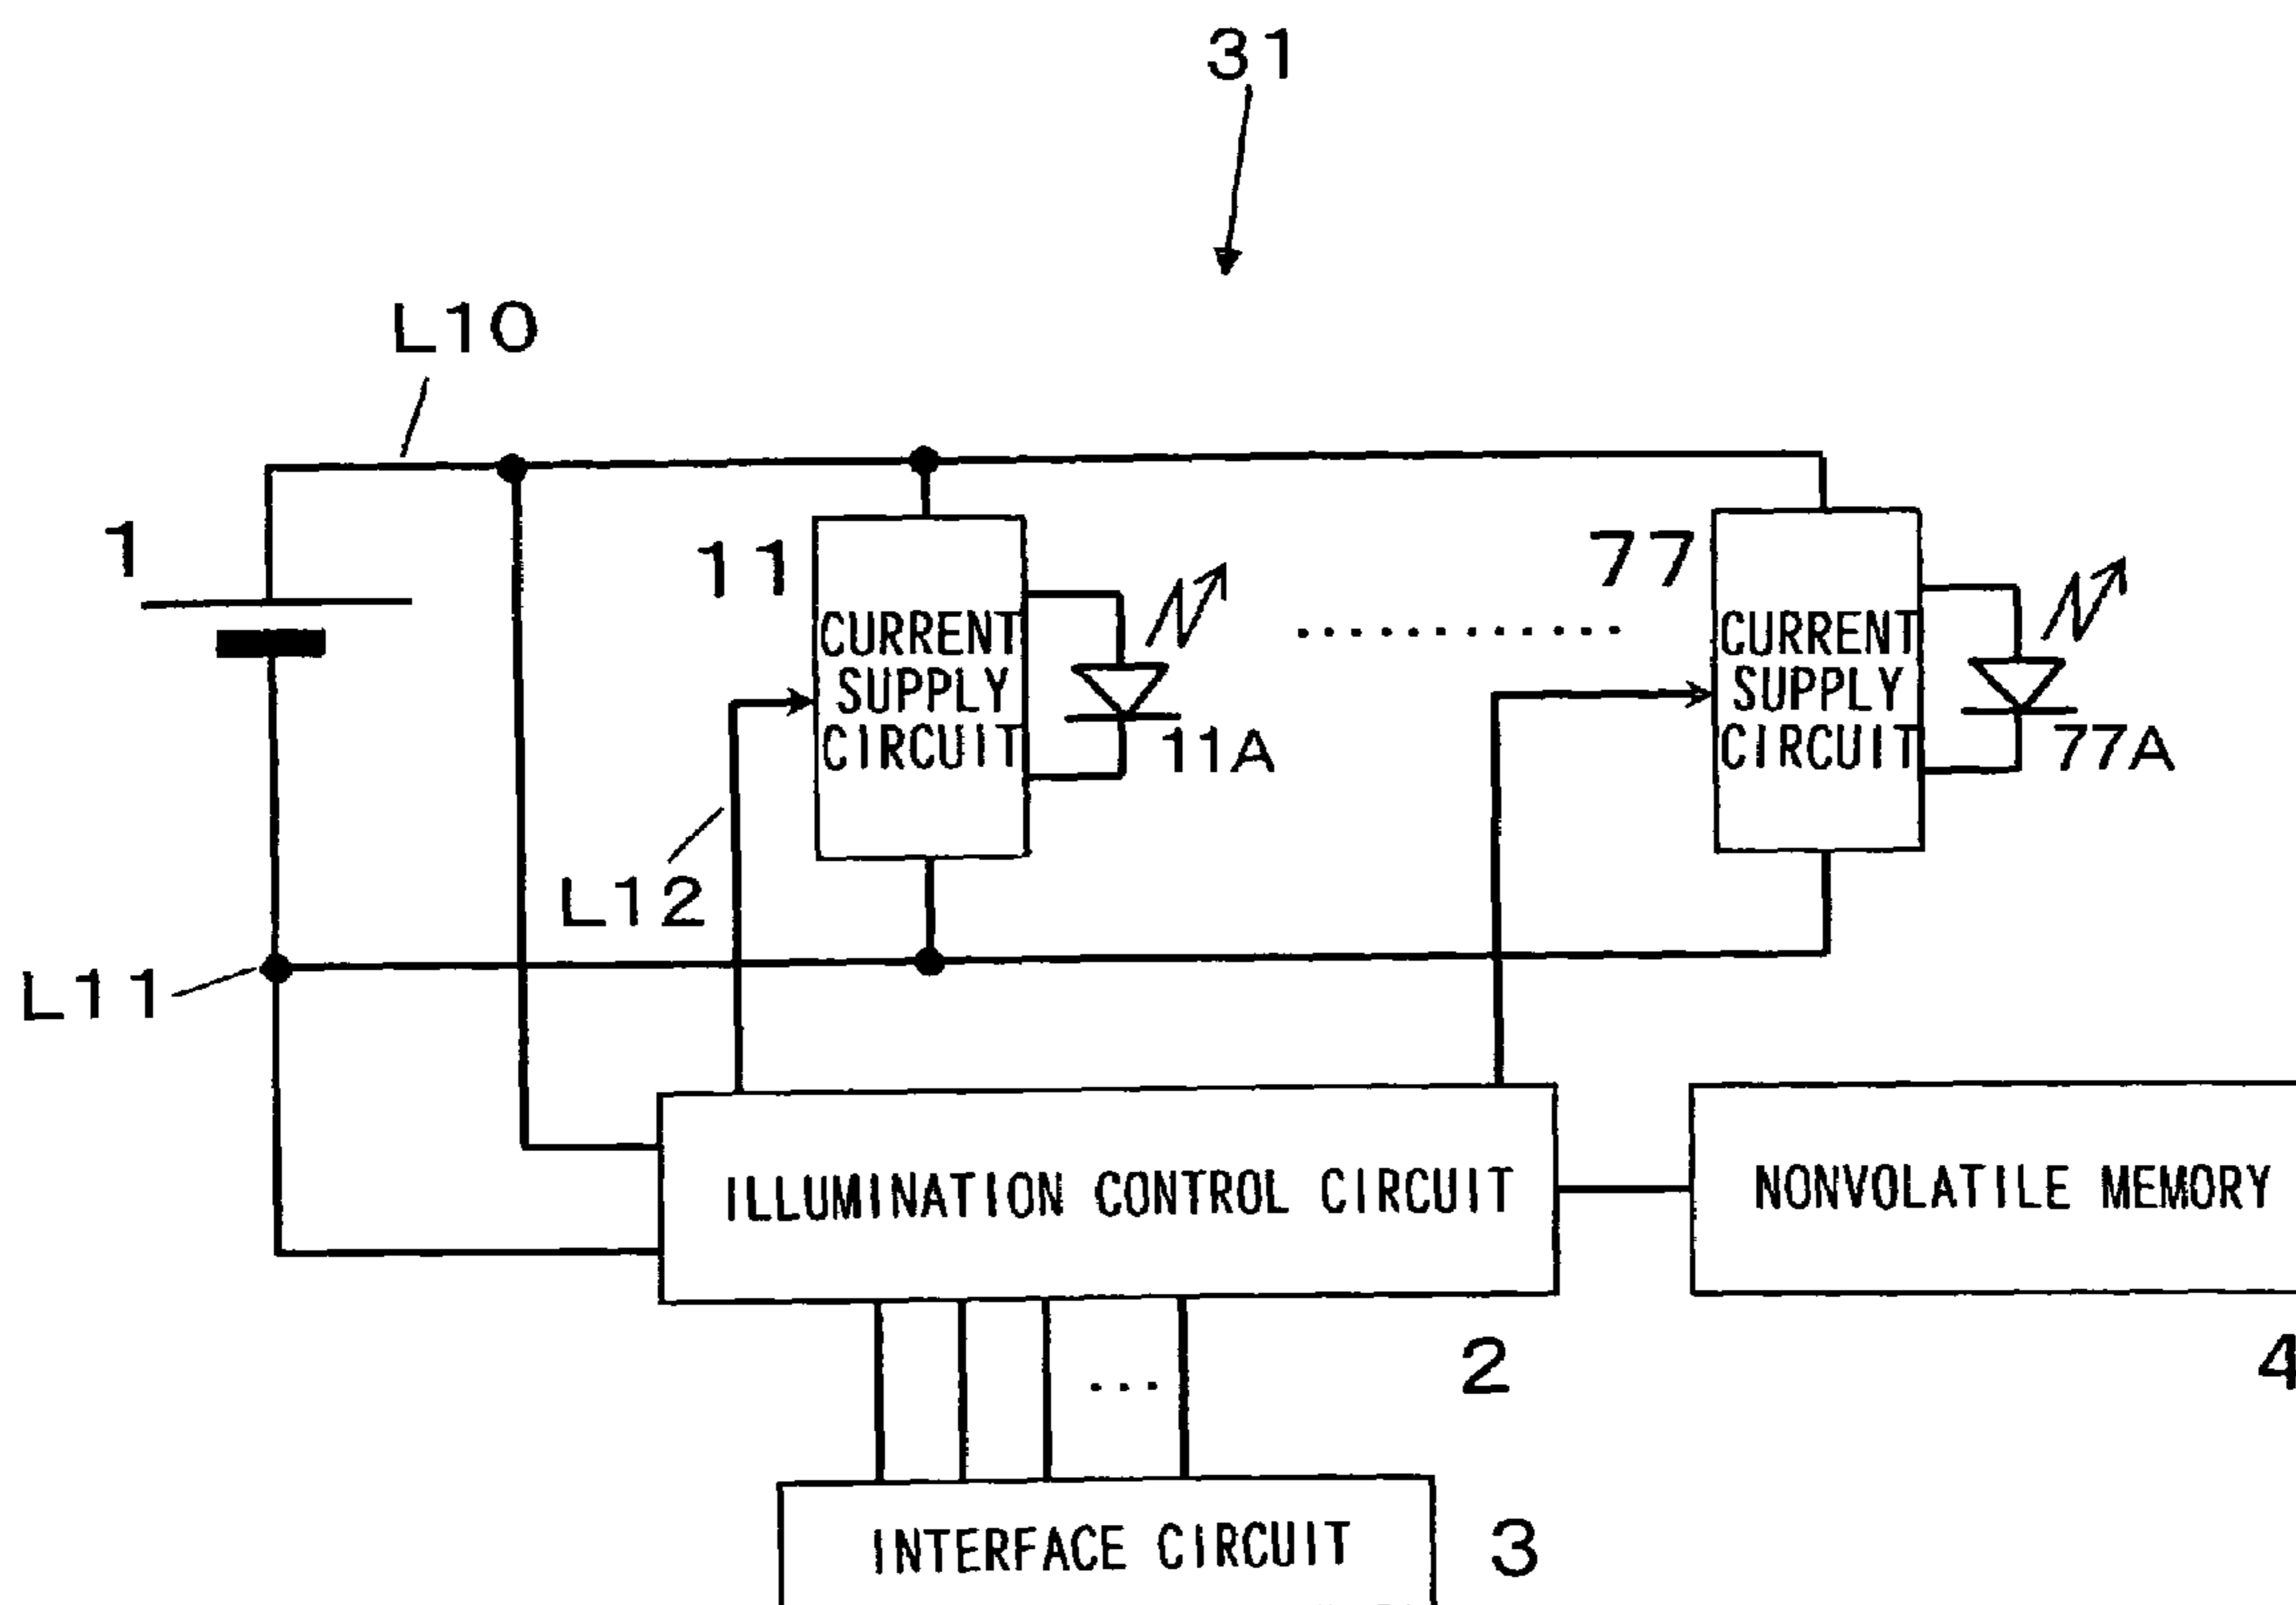 31
L10
1
11
77
CURRENT
SUPPLY
CIRCUIT
CURRENT
SUPPLY
CIRCUIT
11A
77A
L12
L11
ILLUMINATION CONTROL CIRCUIT
NONVOLATILE MEMORY
2
4
...
INTERFACE CIRCUIT
3